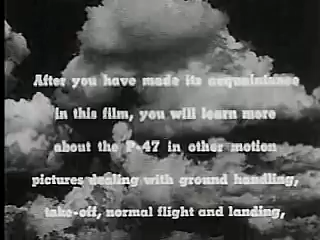 After you have made its acquaintance
in this film, you will learn more
about the P-47 in other motion
pictures dealing with ground handling,
take-off, normal flight and landing,